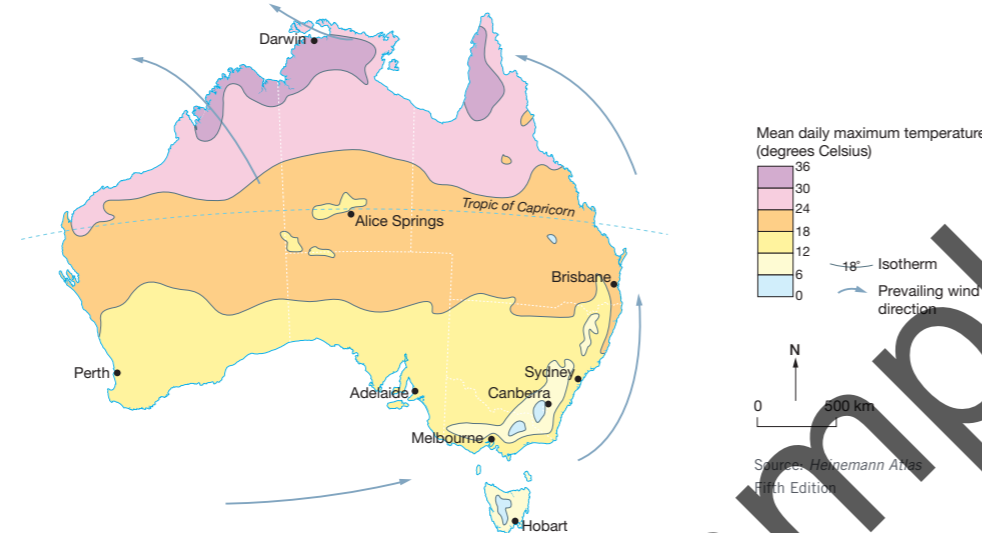 Darwin
Tropic of Capricorn
Alice Springs
Brisbane
Perth
Sydney
Adelaide
Canberra
Melbourne
Hobart
Mean daily maximum temperature
(degrees Celsius)
36
30
24
18
12
6
0
18° Isotherm
Prevailing wind
direction
N
0 500 km
Source: Heinemann Atlas
Fifth Edition